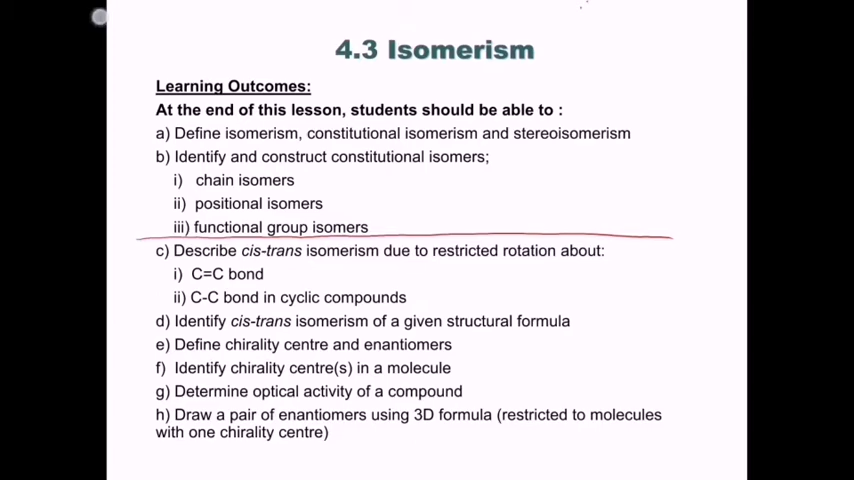 4.3 Isomerism
Learning Outcomes:
At the end of this lesson, students should be able to :
a) Define isomerism, constitutional isomerism and stereoisomerism
b) Identify and construct constitutional isomers;
i) chain isomers
ii) positional isomers
iii) functional group isomers
c) Describe cis-trans isomerism due to restricted rotation about:
i) C=C bond
ii) C-C bond in cyclic compounds
d) Identify cis-trans isomerism of a given structural formula
e) Define chirality centre and enantiomers
f) Identify chirality centre(s) in a molecule
g) Determine optical activity of a compound
h) Draw a pair of enantiomers using 3D formula (restricted to molecules
with one chirality centre)